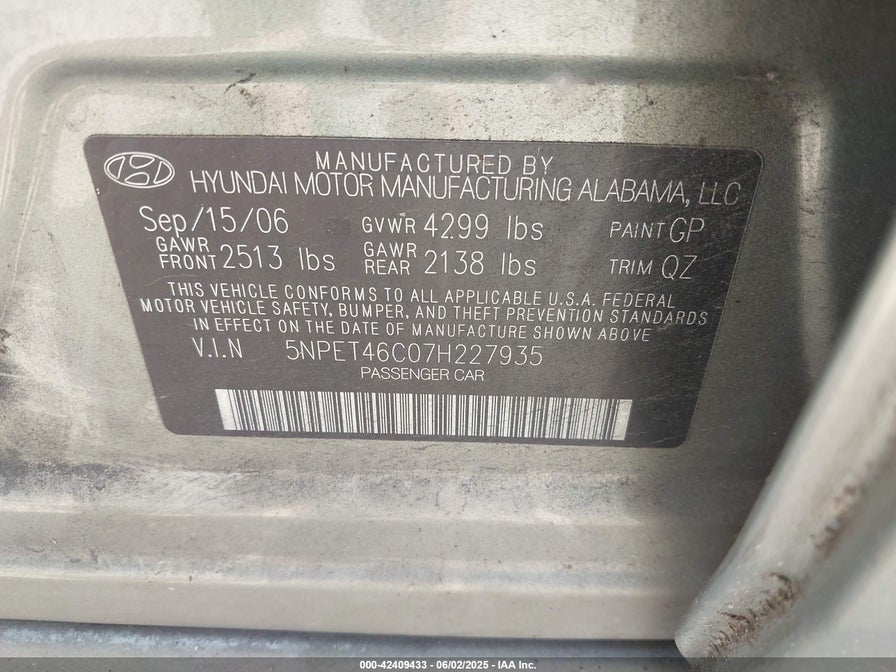 MANUFACTURED BY
HYUNDAI MOTOR MANUFACTURING ALABAMA, LLC
Sep/15/06 GVWR 4299 lbs PAINT GP
GAWR FRONT 2513 lbs GAWR REAR 2138 lbs TRIM QZ
THIS VEHICLE CONFORMS TO ALL APPLICABLE U.S.A. FEDERAL
MOTOR VEHICLE SAFETY, BUMPER, AND THEFT PREVENTION STANDARDS
IN EFFECT ON THE DATE OF MANUFACTURE SHOWN ABOVE
V.I.N 5NPET46C07H227935
PASSENGER CAR
000-42409433 - 06/02/2025 - IAA Inc.